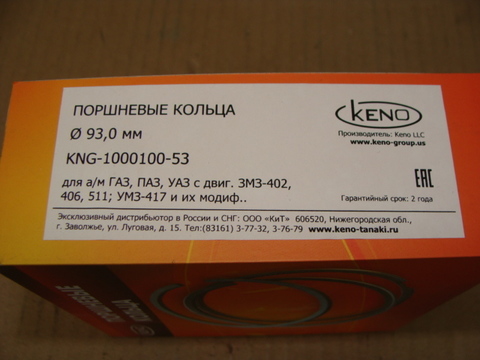 ПОРШНЕВЫЕ КОЛЬЦА
Ø 93,0 мм
KNG-1000100-53
для а/м ГАЗ, ПАЗ, УАЗ с двиг. ЗМЗ-402,
406, 511; УМЗ-417 и их модиф..
KENO
Производитель: Keno LLC
www.keno-group.us
EAC
Гарантийный срок: 2 года
Эксклюзивный дистрибьютор в России и СНГ: ООО «КиТ» 606520, Нижегородская обл.,
г. Заволжье, ул. Луговая, д. 15. Тел:(83161) 3-77-32, 3-76-79 www.keno-tanaki.ru
ПОРШНЕВЫЕ
КОЛЬЦА